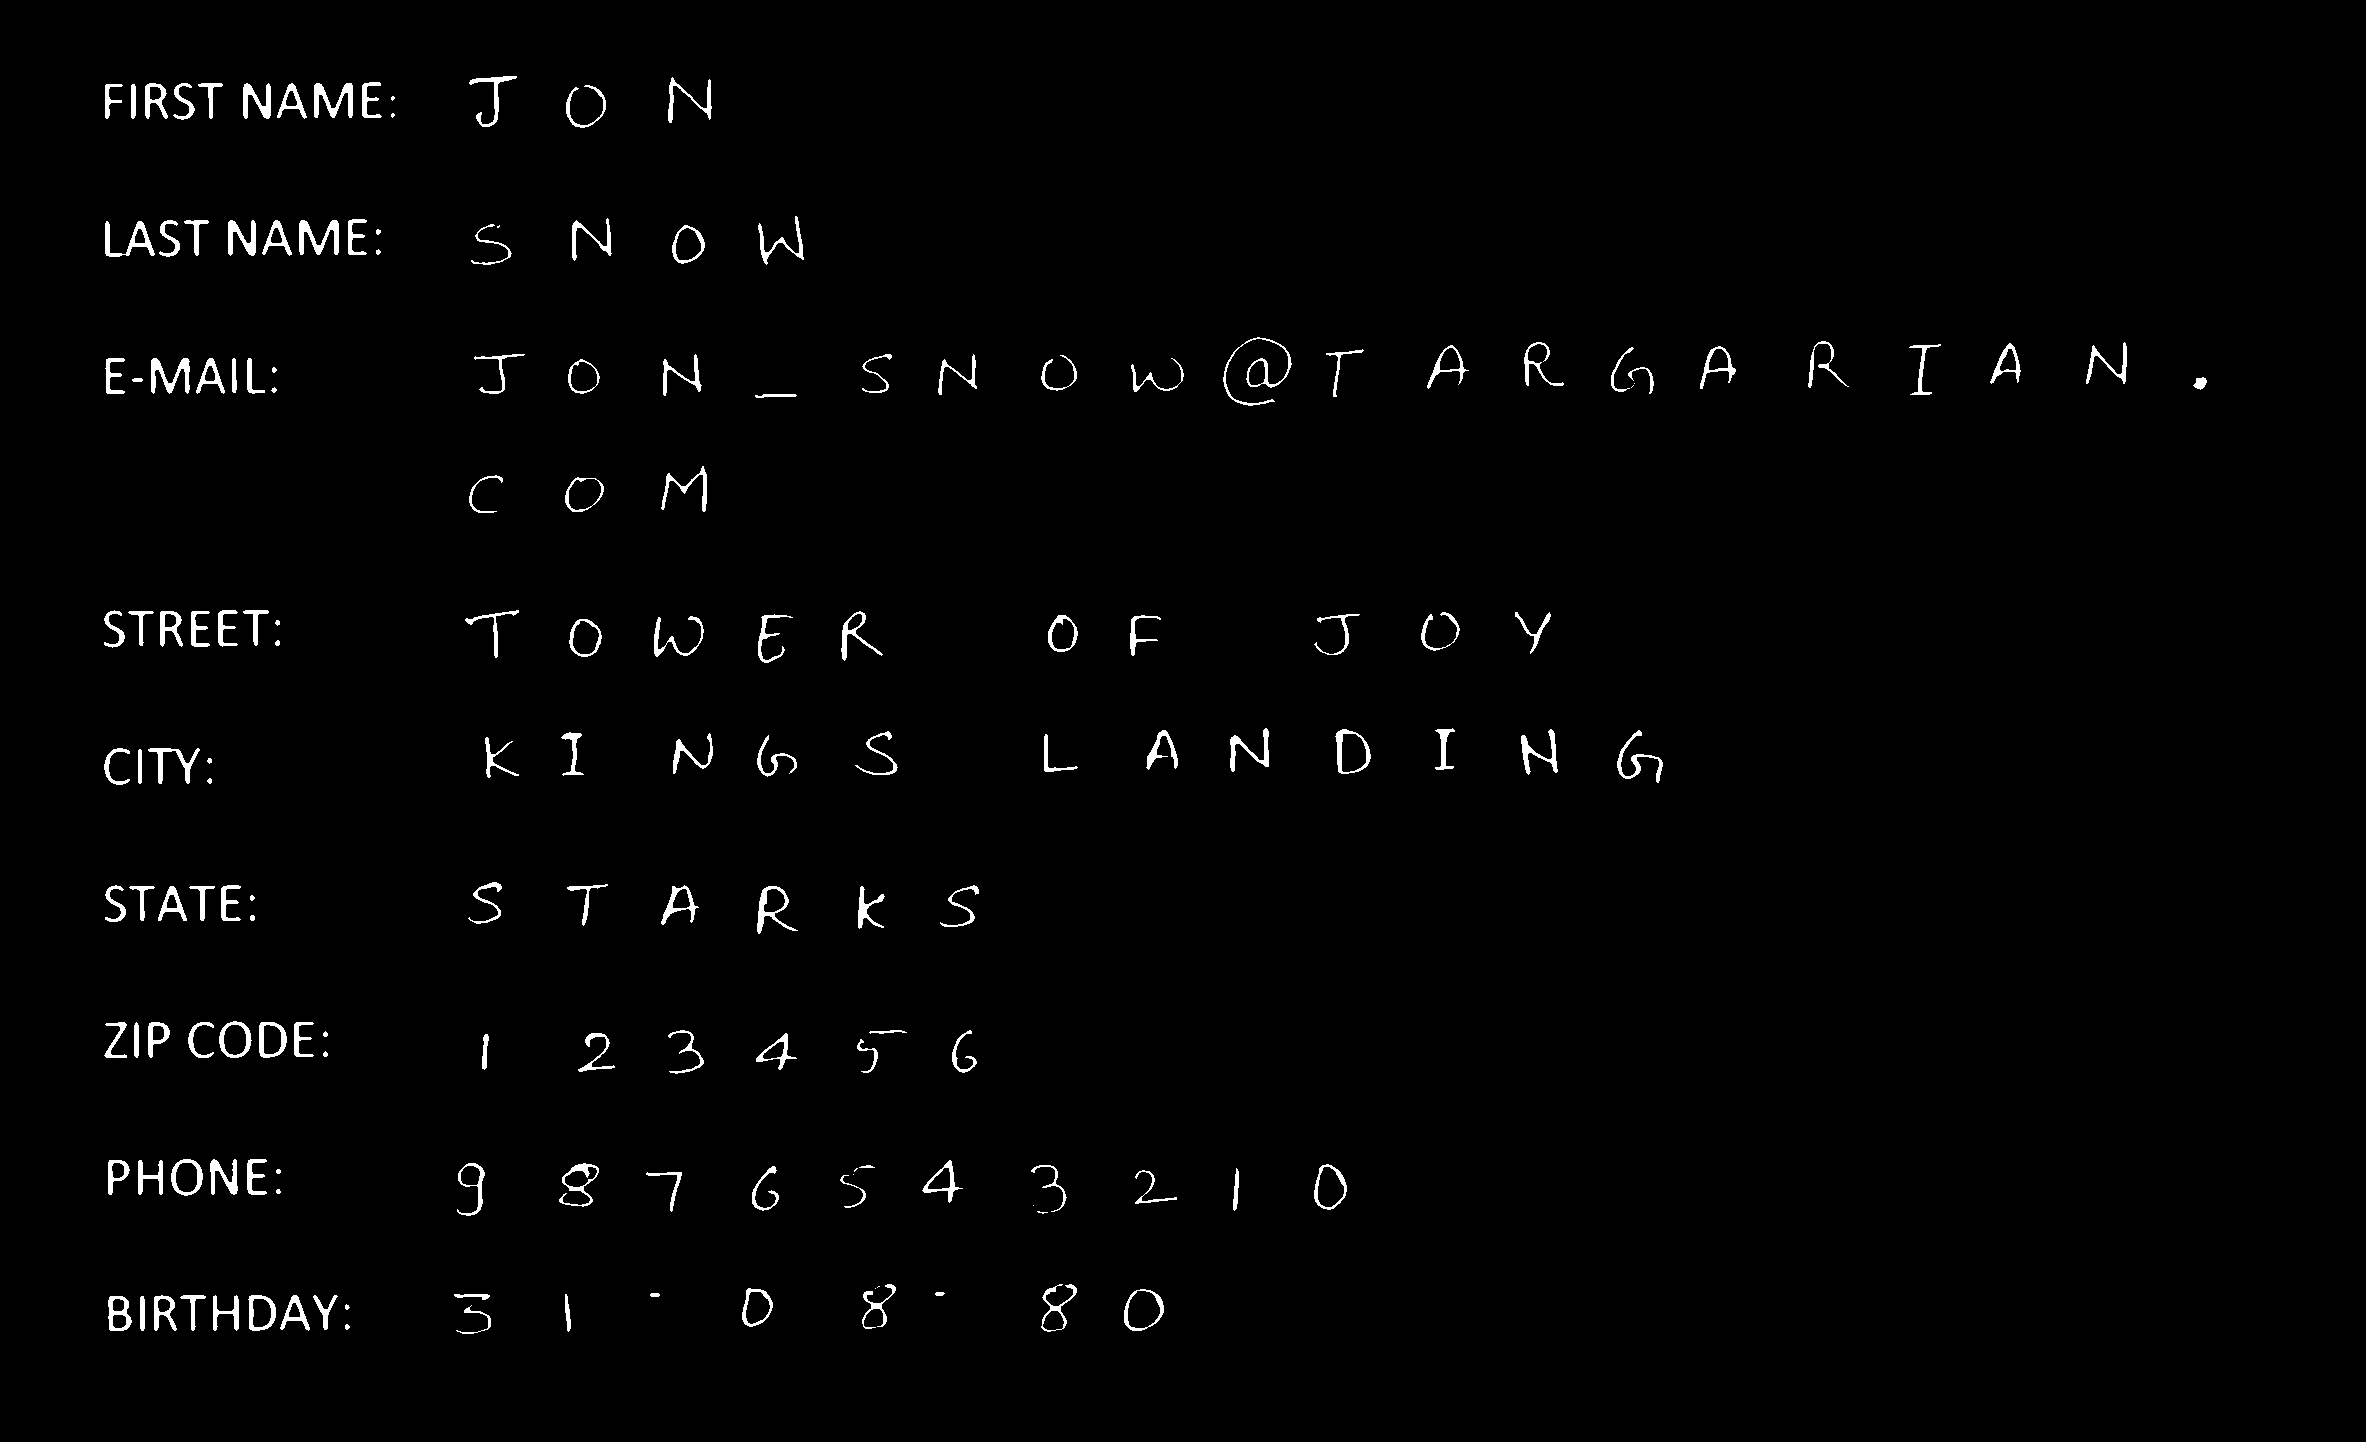 FIRST NAME: JON
LAST NAME: SNOW
E-MAIL: JON_SNOW@TARGARIAN.
COM
STREET: TOWER OF JOY
CITY: KINGS LANDING
STATE: STARKS
ZIP CODE: 123456
PHONE: 9876543210
BIRTHDAY: 31-08-80